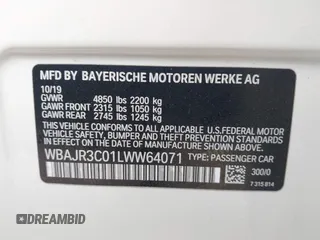 MFD BY BAYERISCHE MOTOREN WERKE AG
10/19
GVWR 4850 lbs 2200 kg
GAWR FRONT 2315 lbs 1050 kg
GAWR REAR 2745 lbs 1245 kg
THIS VEHICLE CONFORMS TO ALL APPLICABLE FEDERAL MOTOR VEHICLE SAFETY, BUMPER, AND THEFT PREVENTION STANDARDS IN EFFECT ON THE DATE OF MANUFACTURE SHOWN ABOVE.
WBAJR3C01LWW64071 TYPE: PASSENGER CAR
300/0
7 315 814
DREAMBID